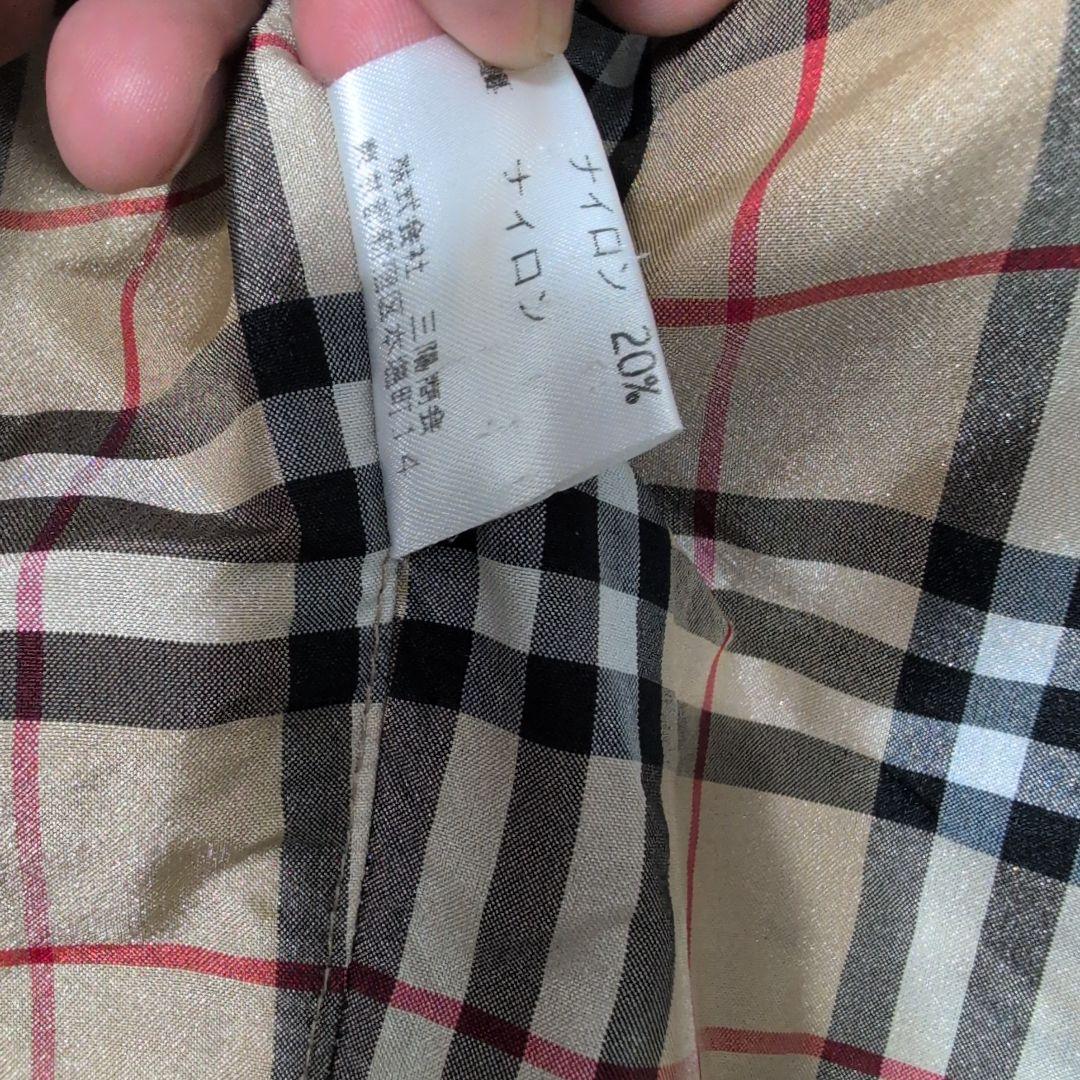 ナイロン 20%
ナイロン
株式会社 三陽商会
東京都新宿区本塩町14